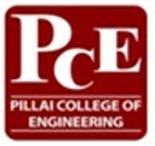 PCE
PILLAI COLLEGE OF
ENGINEERING